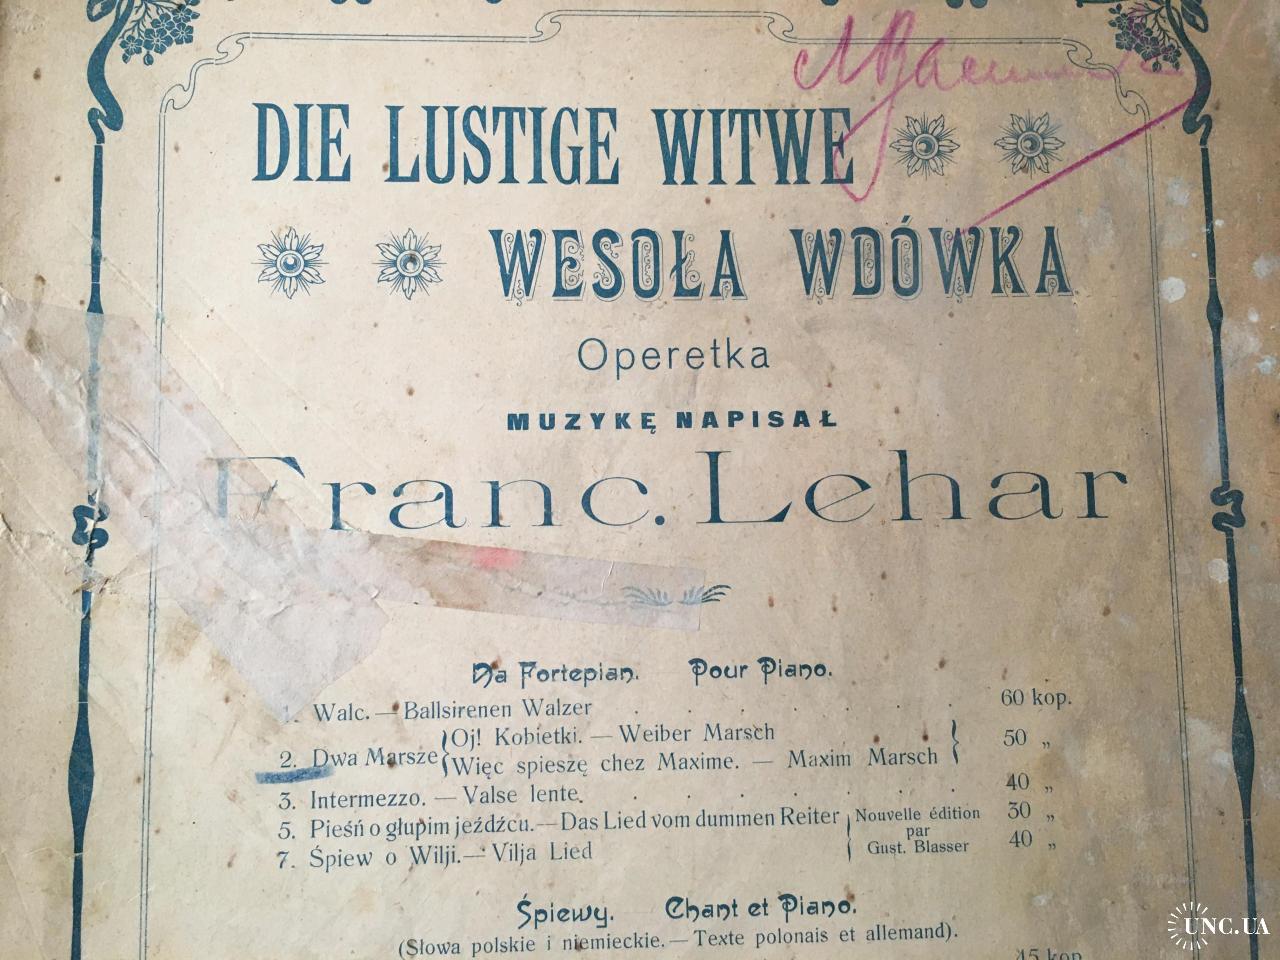 DIE LUSTIGE WITWE
WESOŁA WDÓWKA
Operetka
MUZYKĘ NAPISAŁ
Franc. Lehar
Na Fortepian. Pour Piano.
1. Walc. — Ballsirenen Walzer . . . . . . . 60 kop.
2. Dwa Marsze { Oj! Kobietki. — Weiber Marsch } 50 „
Więc spieszę chez Maxime. — Maxim Marsch
3. Intermezzo. — Valse lente. . . . . . . . 40 „
5. Pieśń o głupim jeźdźcu. — Das Lied vom dummen Reiter Nouvelle édition 30 „
par
7. Śpiew o Wilji. — Vilja Lied Gust. Blasser 40 „
Śpiewy. Chant et Piano.
(Słowa polskie i niemieckie. — Texte polonais et allemand).
45 kop.
UNC.UA